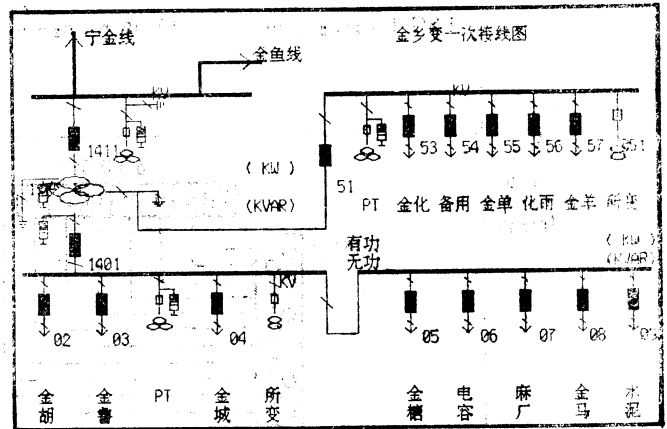 宁金线
金乡变一次接线图
金鱼线
KV
KV
1411
53 54 55 56 57 551
(KW)
51
(KVAR)
PT 金化 备用 金单 化雨 金羊 所变
有功 (KW)
无功 (KVAR)
1401
KV
02 03 04 05 06 07 08 09
金胡 金鲁 PT 金城 所变 金糖 电容 麻厂 金马 水泥